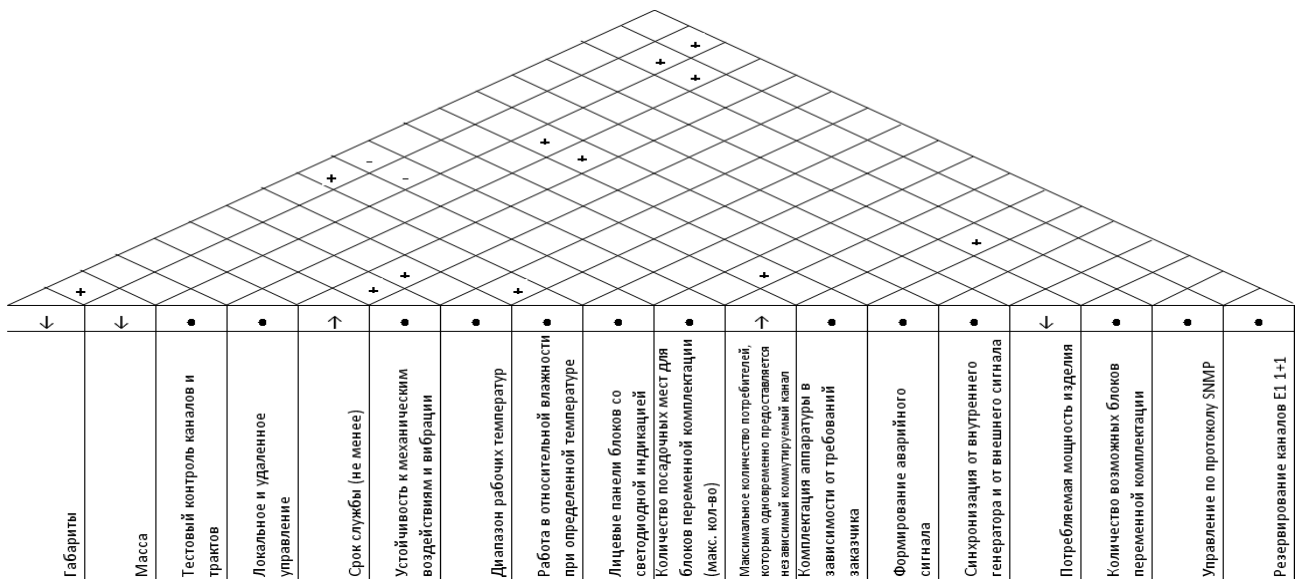 Габариты
Масса
Тестовый контроль каналов и
трактов
Локальное и удаленное
управление
Срок службы (не менее)
Устойчивость к механическим
воздействиям и вибрации
Диапазон рабочих температур
Работа в относительной влажности
при определенной температуре
Лицевые панели блоков со
светодиодной индикацией
Количество посадочных мест для
блоков переменной комплектации
(макс. кол-во)
Максимальное количество потребителей,
которым одновременно предоставляется
независимый коммутируемый канал
Комплектация аппаратуры в
зависимости от требований
заказчика
Формирование аварийного
сигнала
Синхронизация от внутреннего
генератора и от внешнего сигнала
Потребляемая мощность изделия
Количество возможных блоков
переменной комплектации
Управление по протоколу SNMP
Резервирование каналов E1 1+1